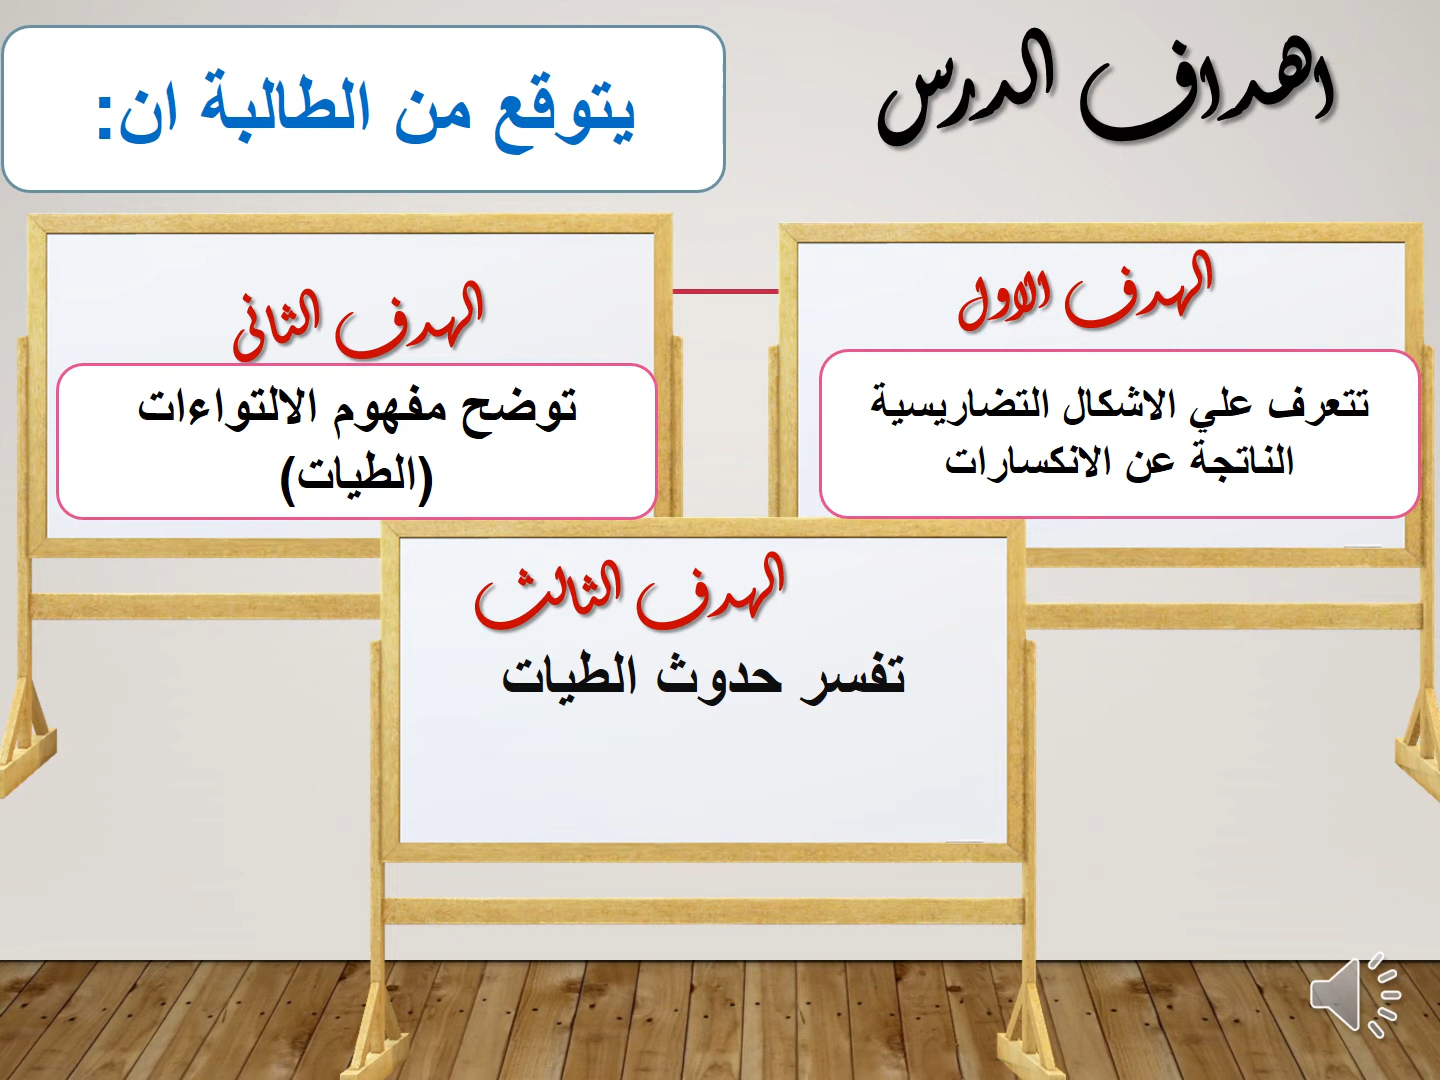 اهداف الدرس
يتوقع من الطالبة ان:
الهدف الاول
تتعرف علي الاشكال التضاريسية
الناتجة عن الانكسارات
الهدف الثانى
توضح مفهوم الالتواءات
(الطيات)
الهدف الثالث
تفسر حدوث الطيات